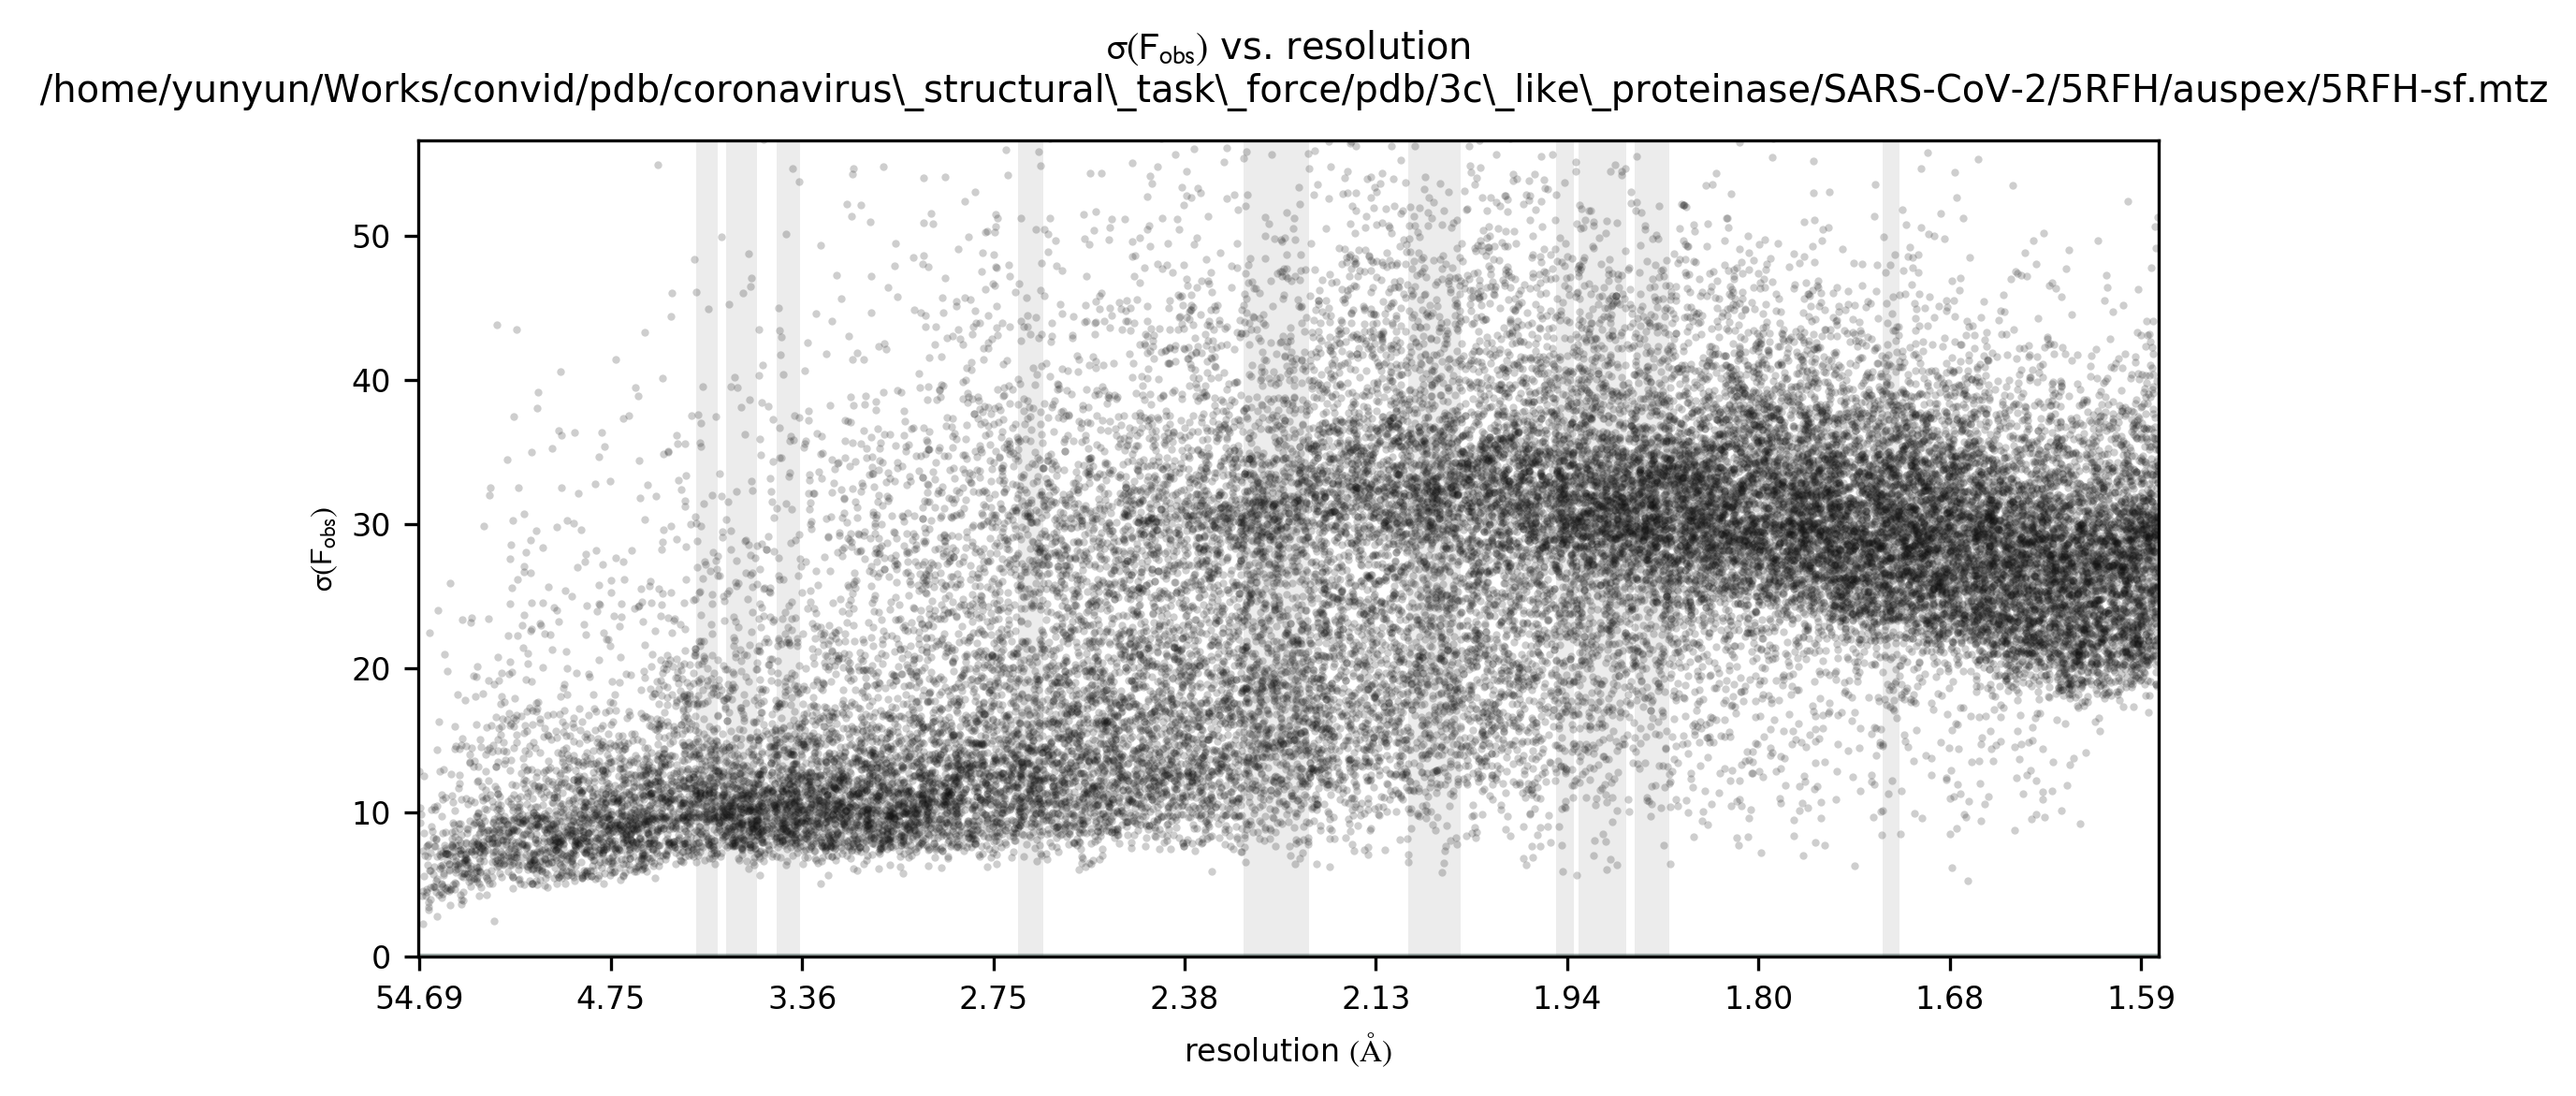 σ(Fobs) vs. resolution
/home/yunyun/Works/convid/pdb/coronavirus\_structural\_task\_force/pdb/3c\_like\_proteinase/SARS-CoV-2/5RFH/auspex/5RFH-sf.mtz
50
40
30
20
10
0
σ(Fobs)
54.69 4.75 3.36 2.75 2.38 2.13 1.94 1.80 1.68 1.59
resolution (Å)